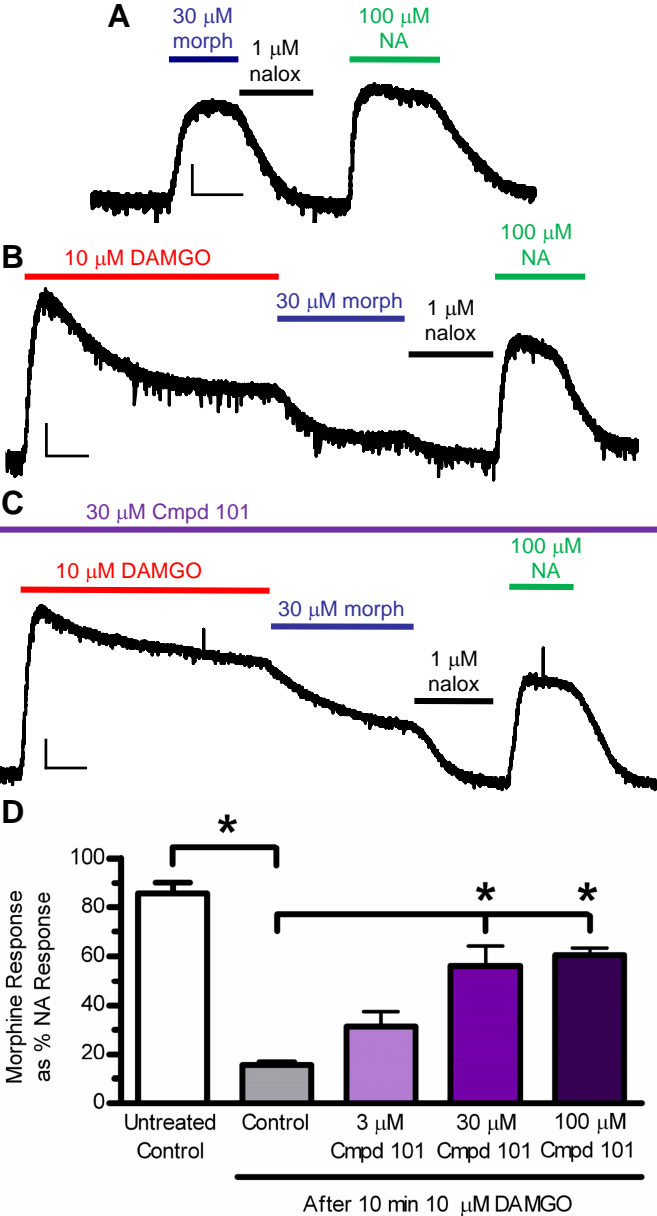 A
30 μM
morph
1 μM
nalox
100 μM
NA
B
10 μM DAMGO
30 μM morph
1 μM
nalox
100 μM
NA
C
30 μM Cmpd 101
10 μM DAMGO
30 μM morph
1 μM
nalox
100 μM
NA
D
Morphine Response
as % NA Response
100
80
60
40
20
0
*
*
*
Untreated
Control
Control
3 μM
Cmpd 101
30 μM
Cmpd 101
100 μM
Cmpd 101
After 10 min 10 μM DAMGO